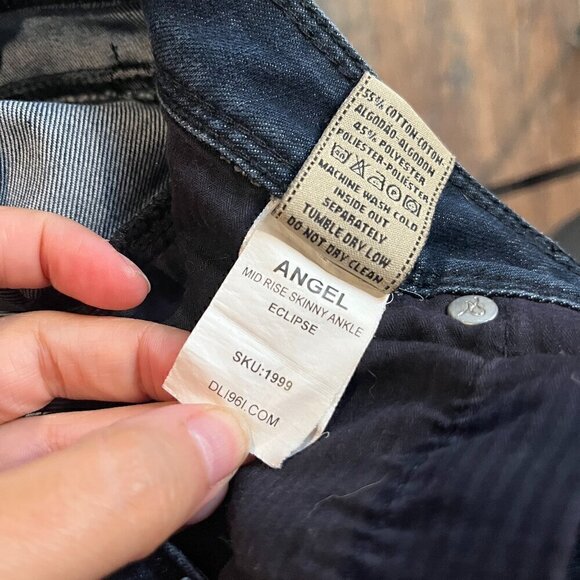 55% COTTON-COTON-
ALGODÃO-ALGODON
45% POLYESTER
POLIESTER-POLIESTER
MACHINE WASH COLD
INSIDE OUT
SEPARATELY
TUMBLE DRY LOW
DO NOT DRY CLEAN
ANGEL
MID RISE SKINNY ANKLE
ECLIPSE
SKU:1999
DL1961.COM